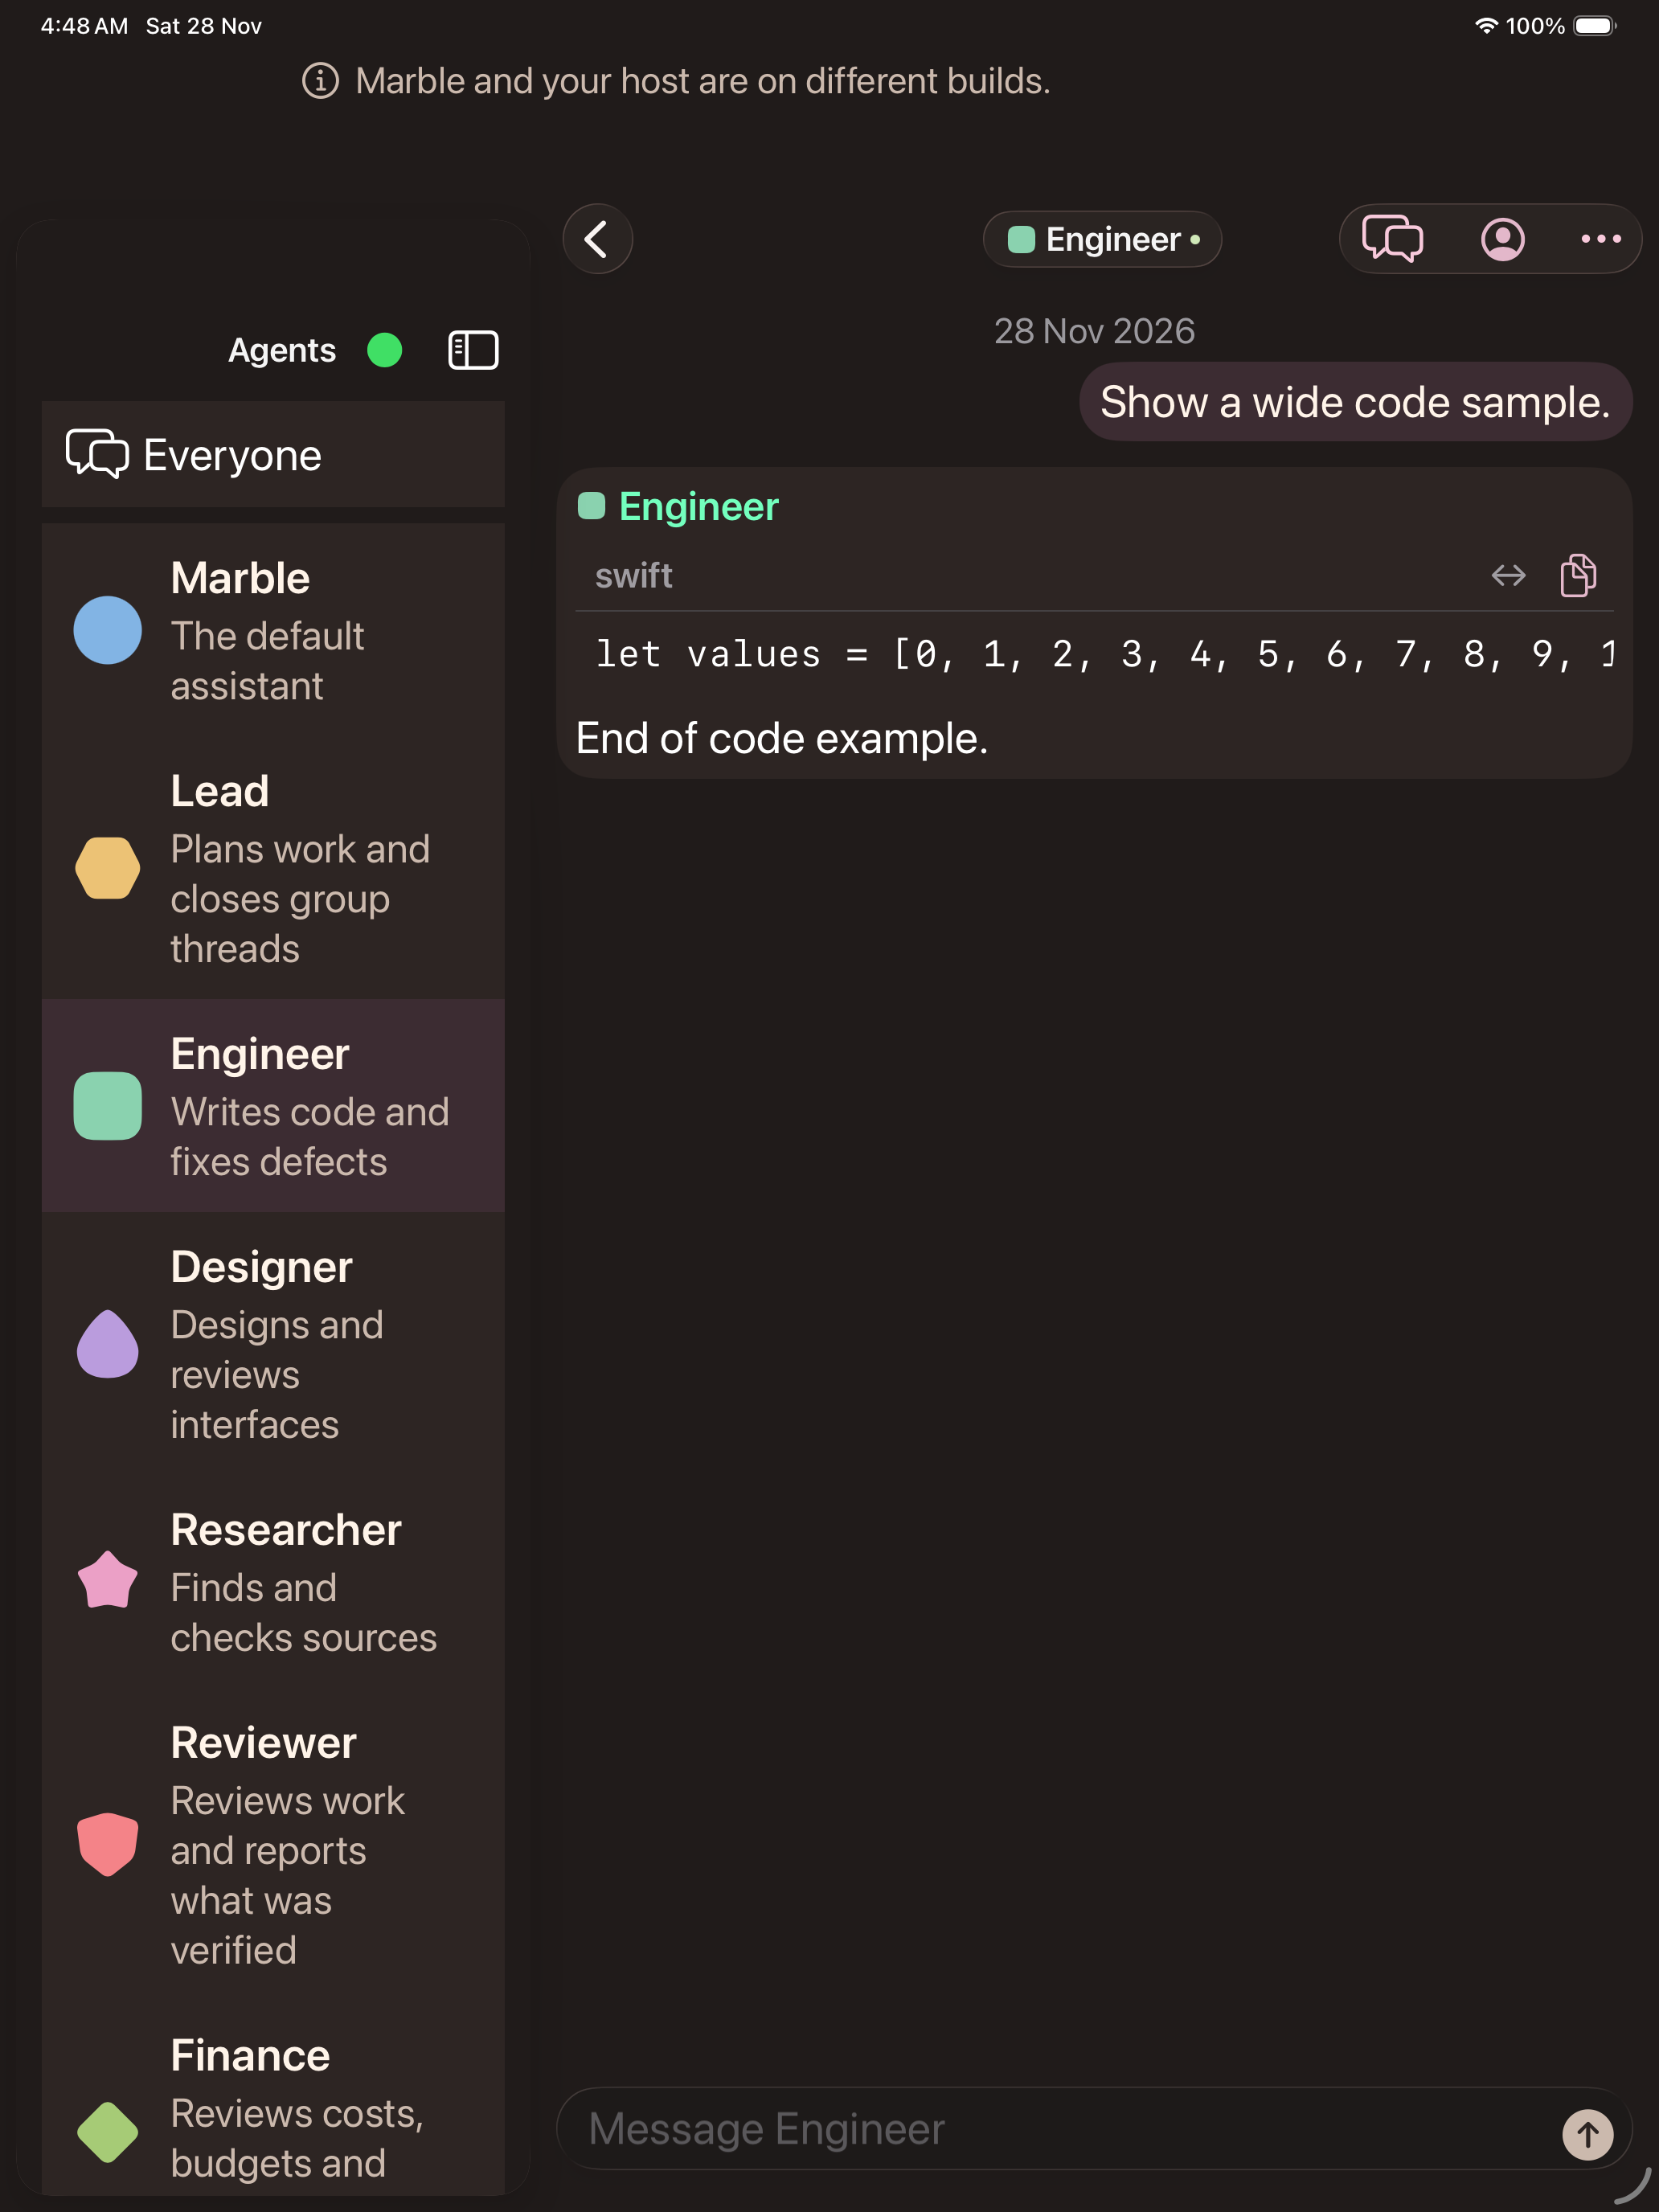 4:48 AM Sat 28 Nov
100%
Marble and your host are on different builds.
Agents
Everyone
Marble
The default
assistant
Lead
Plans work and
closes group
threads
Engineer
Writes code and
fixes defects
Designer
Designs and
reviews
interfaces
Researcher
Finds and
checks sources
Reviewer
Reviews work
and reports
what was
verified
Finance
Reviews costs,
budgets and
Engineer
28 Nov 2026
Show a wide code sample.
Engineer
swift
let values = [0, 1, 2, 3, 4, 5, 6, 7, 8, 9, 1
End of code example.
Message Engineer